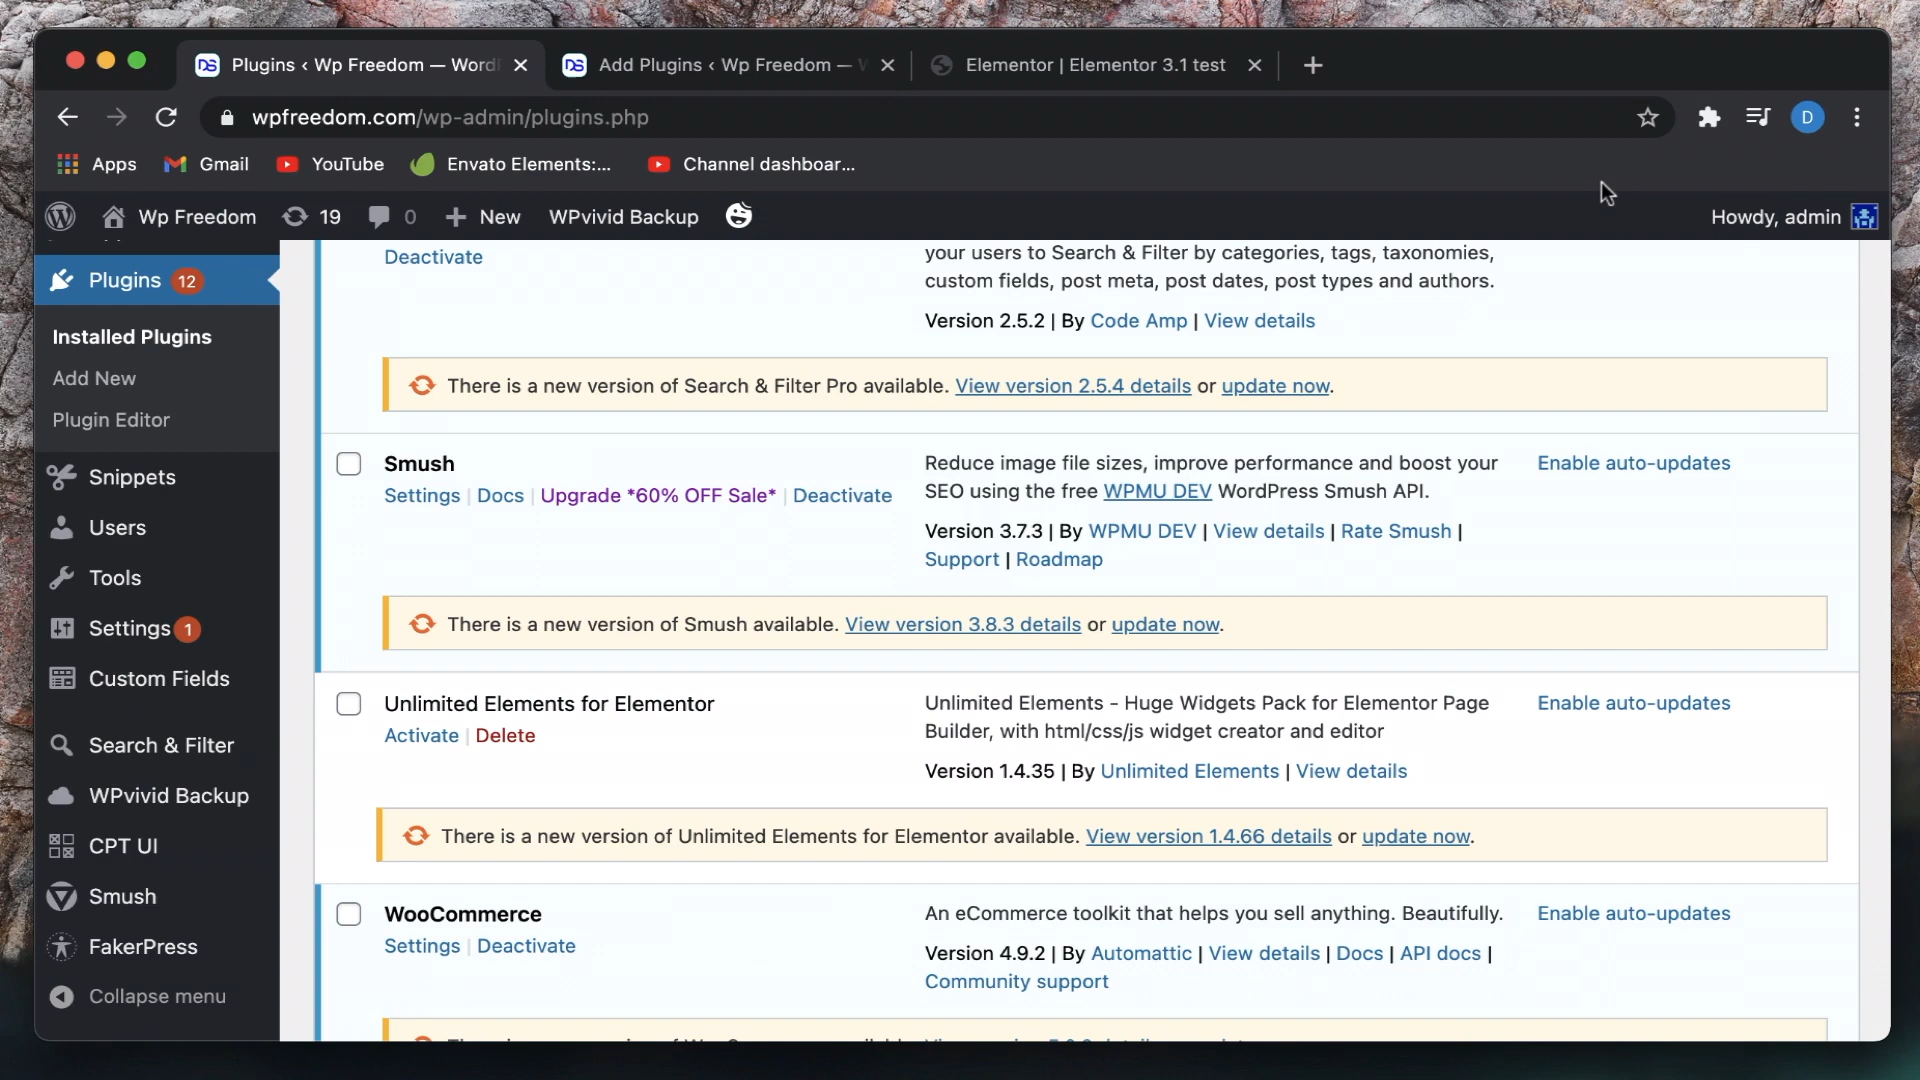 Plugins ‹ Wp Freedom — Word
Add Plugins ‹ Wp Freedom —
Elementor | Elementor 3.1 test
wpfreedom.com/wp-admin/plugins.php
D
Apps
Gmail
YouTube
Envato Elements:...
Channel dashboar...
Wp Freedom
19
0
New
WPvivid Backup
Howdy, admin
Plugins 12
Installed Plugins
Add New
Plugin Editor
Snippets
Users
Tools
Settings 1
Custom Fields
Search & Filter
WPvivid Backup
CPT UI
Smush
FakerPress
Collapse menu
Deactivate
your users to Search & Filter by categories, tags, taxonomies,
custom fields, post meta, post dates, post types and authors.
Version 2.5.2 | By Code Amp | View details
There is a new version of Search & Filter Pro available. View version 2.5.4 details or update now.
Smush
Settings | Docs | Upgrade *60% OFF Sale* | Deactivate
Reduce image file sizes, improve performance and boost your
SEO using the free WPMU DEV WordPress Smush API.
Version 3.7.3 | By WPMU DEV | View details | Rate Smush |
Support | Roadmap
Enable auto-updates
There is a new version of Smush available. View version 3.8.3 details or update now.
Unlimited Elements for Elementor
Activate | Delete
Unlimited Elements - Huge Widgets Pack for Elementor Page
Builder, with html/css/js widget creator and editor
Version 1.4.35 | By Unlimited Elements | View details
Enable auto-updates
There is a new version of Unlimited Elements for Elementor available. View version 1.4.66 details or update now.
WooCommerce
Settings | Deactivate
An eCommerce toolkit that helps you sell anything. Beautifully.
Version 4.9.2 | By Automattic | View details | Docs | API docs |
Community support
Enable auto-updates